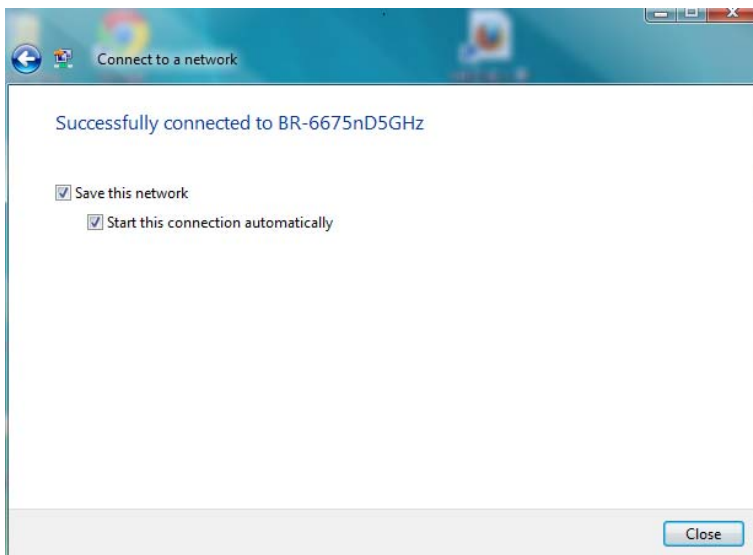 Connect to a network
Successfully connected to BR-6675nD5GHz
Save this network
Start this connection automatically
Close